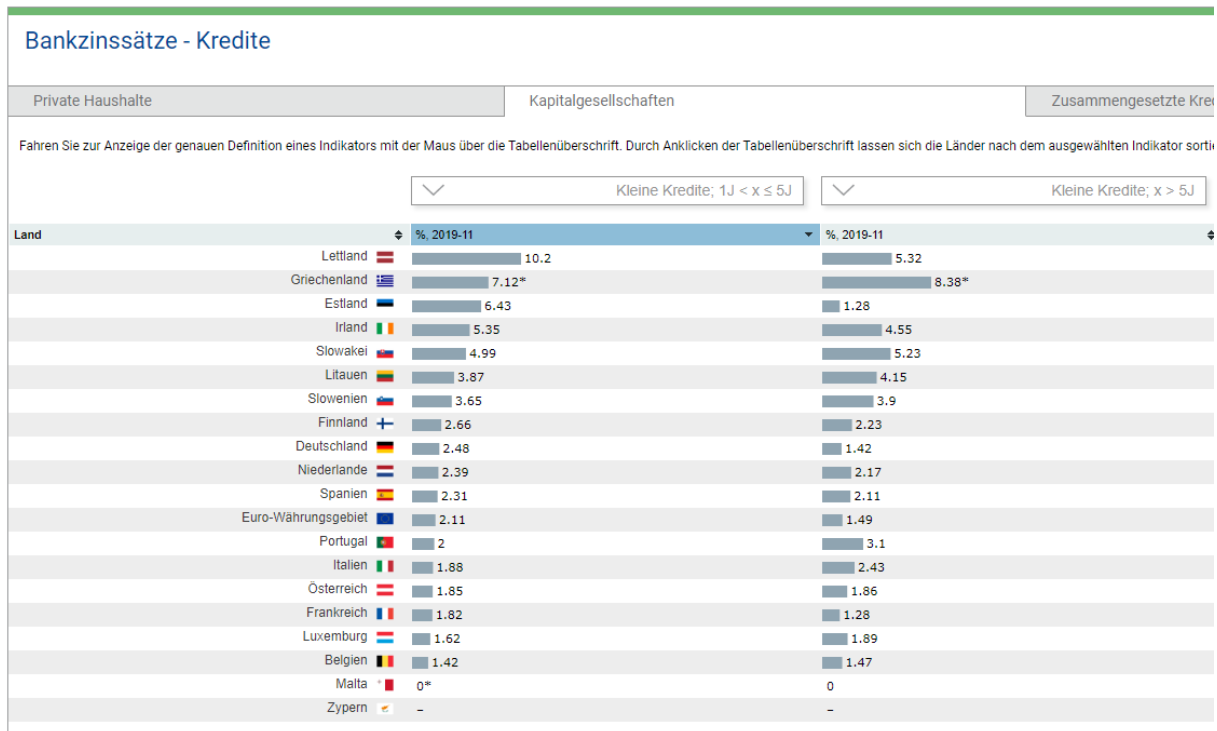 Bankzinssätze - Kredite
Private Haushalte Kapitalgesellschaften Zusammengesetzte
Fahren Sie zur Anzeige der genauen Definition eines Indikators mit der Maus über die Tabellenüberschrift. Durch Anklicken der Tabellenüberschrift lassen sich die Länder nach dem ausgewählten Indikator
Kleine Kredite; 1J < x ≤ 5J Kleine Kredite; x > 5J
Land %, 2019-11 %, 2019-11
Lettland 10.2 5.32
Griechenland 7.12* 8.38*
Estland 6.43 1.28
Irland 5.35 4.55
Slowakei 4.99 5.23
Litauen 3.87 4.15
Slowenien 3.65 3.9
Finnland 2.66 2.23
Deutschland 2.48 1.42
Niederlande 2.39 2.17
Spanien 2.31 2.11
Euro-Währungsgebiet 2.11 1.49
Portugal 2 3.1
Italien 1.88 2.43
Österreich 1.85 1.86
Frankreich 1.82 1.28
Luxemburg 1.62 1.89
Belgien 1.42 1.47
Malta 0* 0
Zypern – –